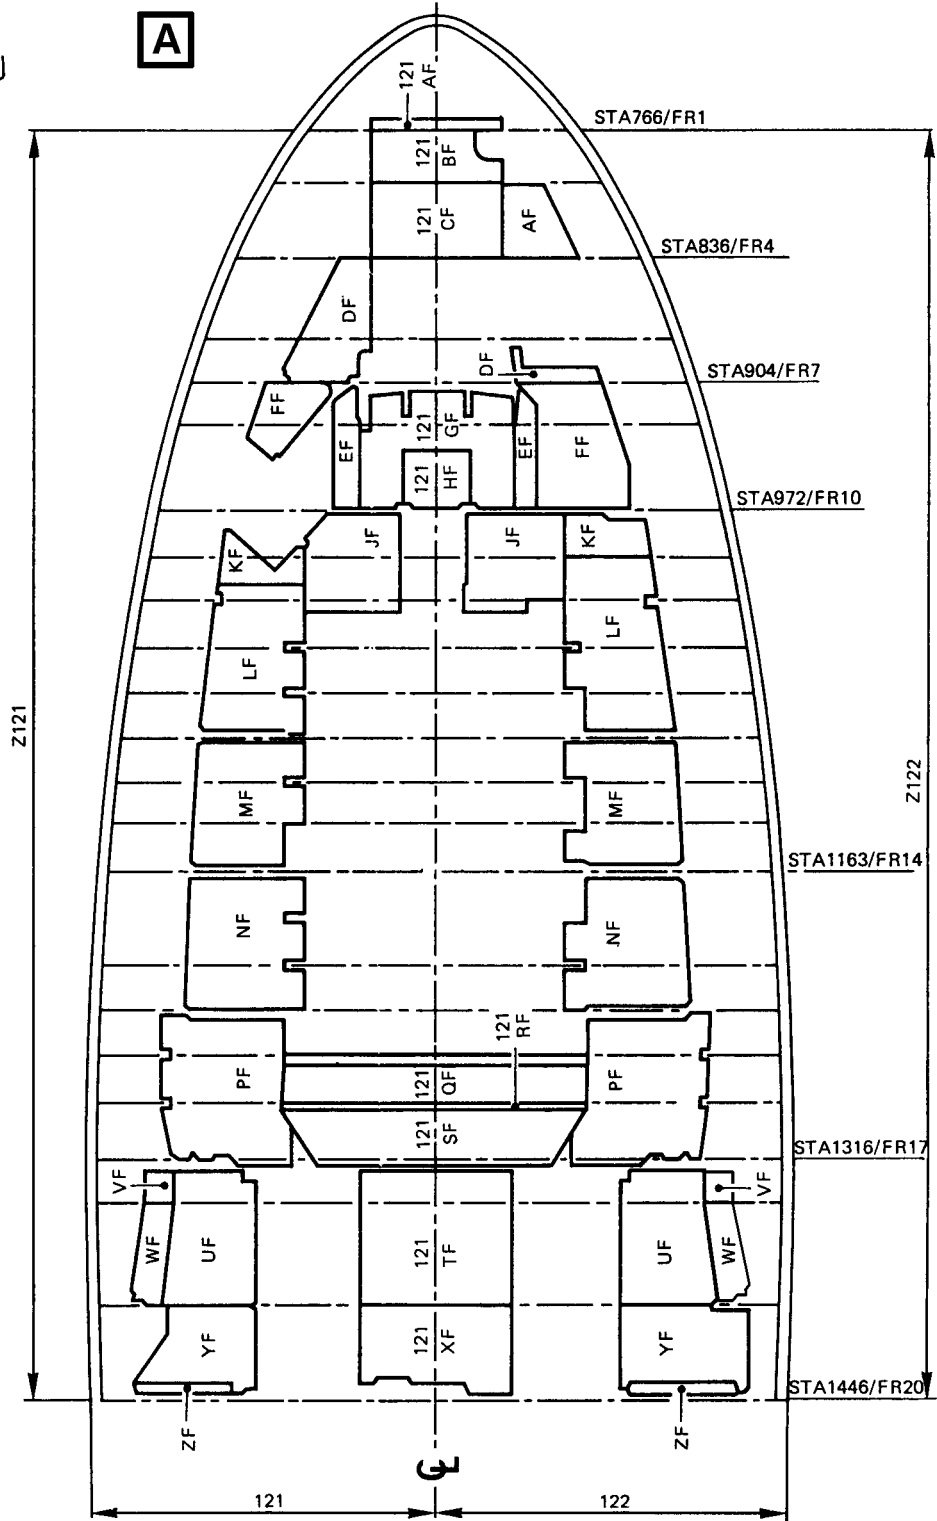 A
121
AF
STA766/FR1
121
BF
121
CF
AF
STA836/FR4
DF
DF
STA904/FR7
FF
EF
121
GF
121
HF
EF
FF
STA972/FR10
KF
JF
JF
KF
LF
LF
Z121
Z122
MF
MF
STA1163/FR14
NF
NF
121
RF
PF
121
QF
PF
121
SF
STA1316/FR17
VF
VF
WF
UF
121
TF
UF
WF
YF
121
XF
YF
STA1446/FR20
ZF
ZF
CL
121
122